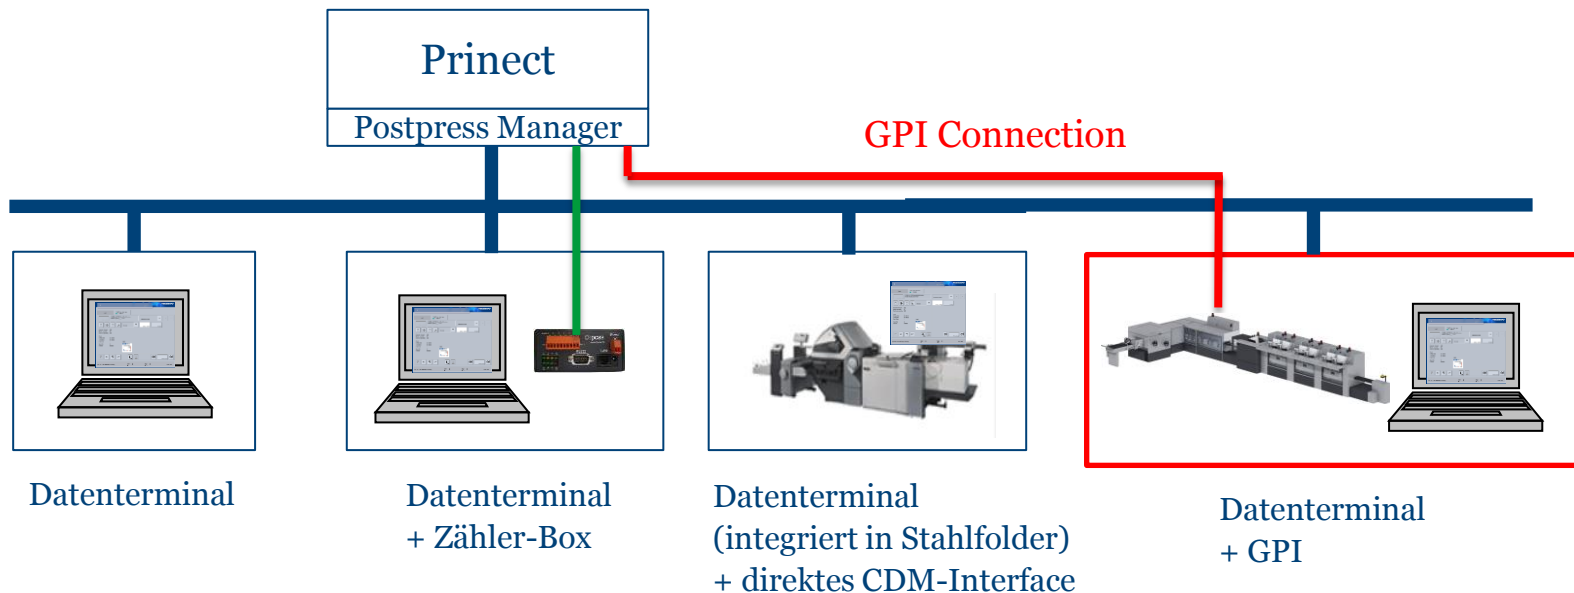 Prinect
Postpress Manager
GPI Connection
Datenterminal
Datenterminal
+ Zähler-Box
Datenterminal
(integriert in Stahlfolder)
+ direktes CDM-Interface
Datenterminal
+ GPI